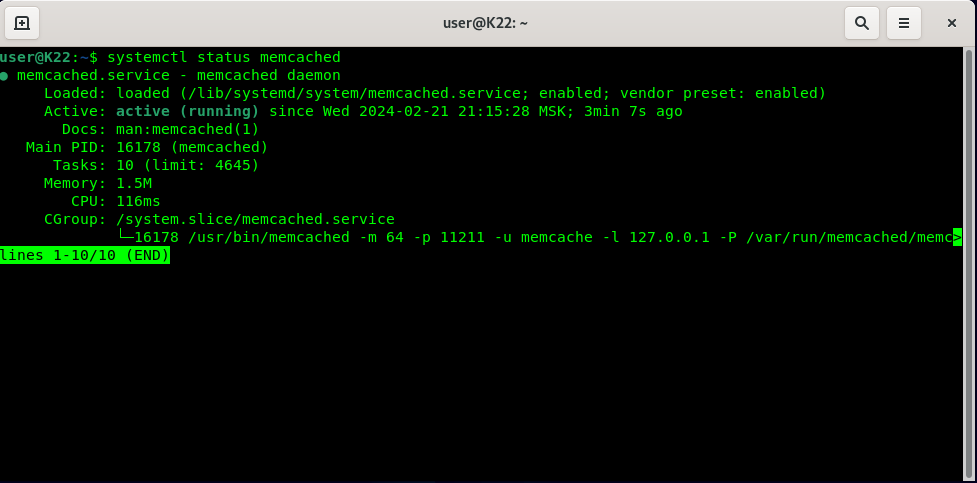 user@K22: ~
user@K22:~$ systemctl status memcached
● memcached.service - memcached daemon
     Loaded: loaded (/lib/systemd/system/memcached.service; enabled; vendor preset: enabled)
     Active: active (running) since Wed 2024-02-21 21:15:28 MSK; 3min 7s ago
       Docs: man:memcached(1)
   Main PID: 16178 (memcached)
      Tasks: 10 (limit: 4645)
     Memory: 1.5M
        CPU: 116ms
     CGroup: /system.slice/memcached.service
             └─16178 /usr/bin/memcached -m 64 -p 11211 -u memcache -l 127.0.0.1 -P /var/run/memcached/memc>
lines 1-10/10 (END)